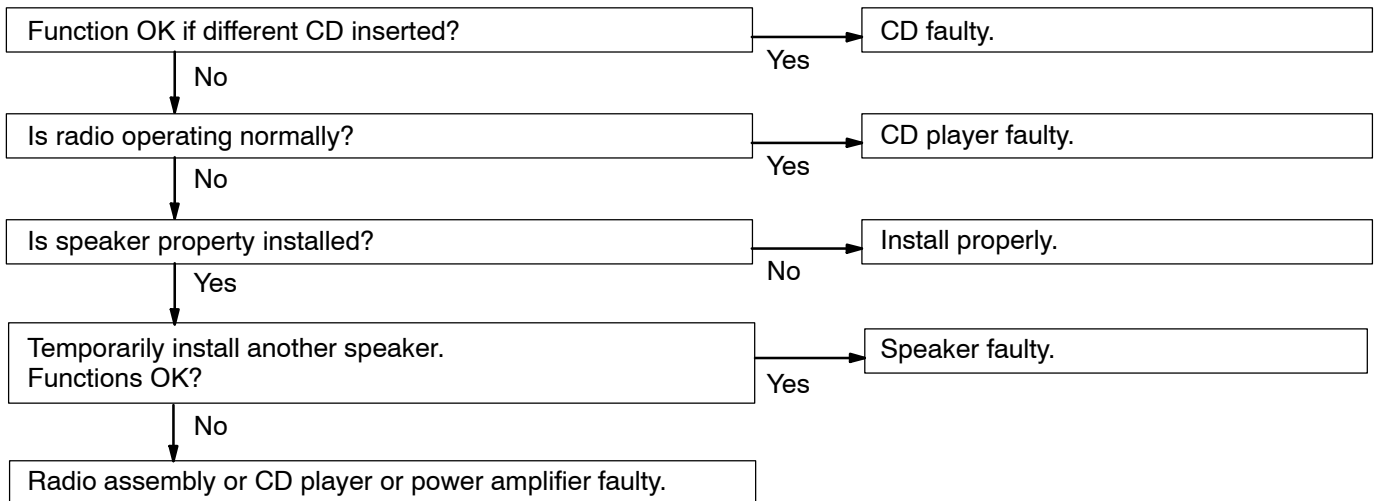 Function OK if different CD inserted?
CD faulty.
Yes
No
Is radio operating normally?
CD player faulty.
Yes
No
Is speaker property installed?
Install properly.
No
Yes
Temporarily install another speaker.
Functions OK?
Speaker faulty.
Yes
No
Radio assembly or CD player or power amplifier faulty.